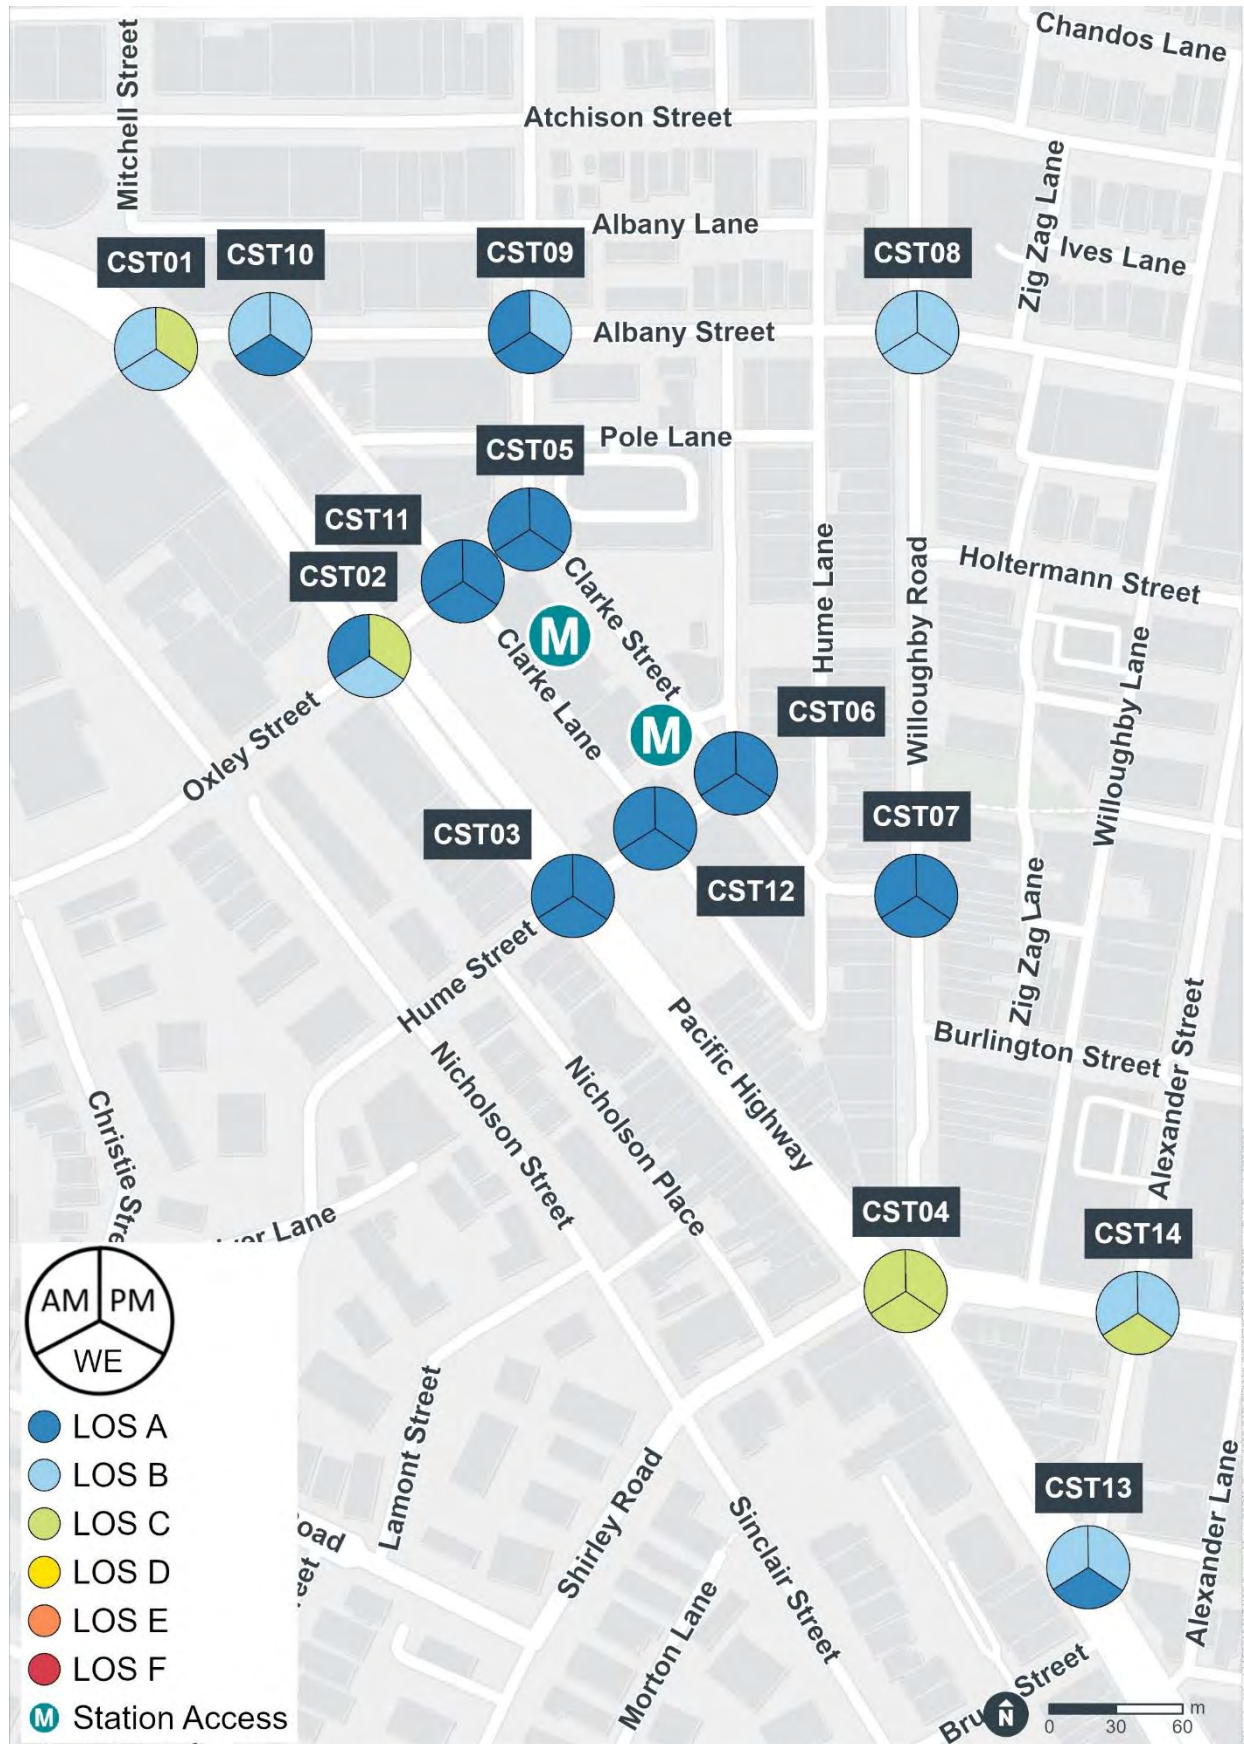 Chandos Lane
Mitchell Street
Atchison Street
Zig Zag Lane
Albany Lane
Ives Lane
CST01
CST10
CST09
CST08
Albany Street
Pole Lane
CST05
CST11
CST02
Clarke Street
Clarke Lane
Hume Lane
Willoughby Road
Holtermann Street
Willoughby Lane
M
M
Oxley Street
CST06
CST03
CST07
CST12
Zig Zag Lane
Hume Street
Pacific Highway
Burlington Street
Alexander Street
Nicholson Street
Nicholson Place
Christie Stre
Lane
CST04
CST14
AM PM
WE
LOS A
LOS B
LOS C
LOS D
LOS E
LOS F
M Station Access
Lamont Street
oad
eet
Shirley Road
Morton Lane
Sinclair Street
CST13
Alexander Lane
Bru Street
N
m
0 30 60